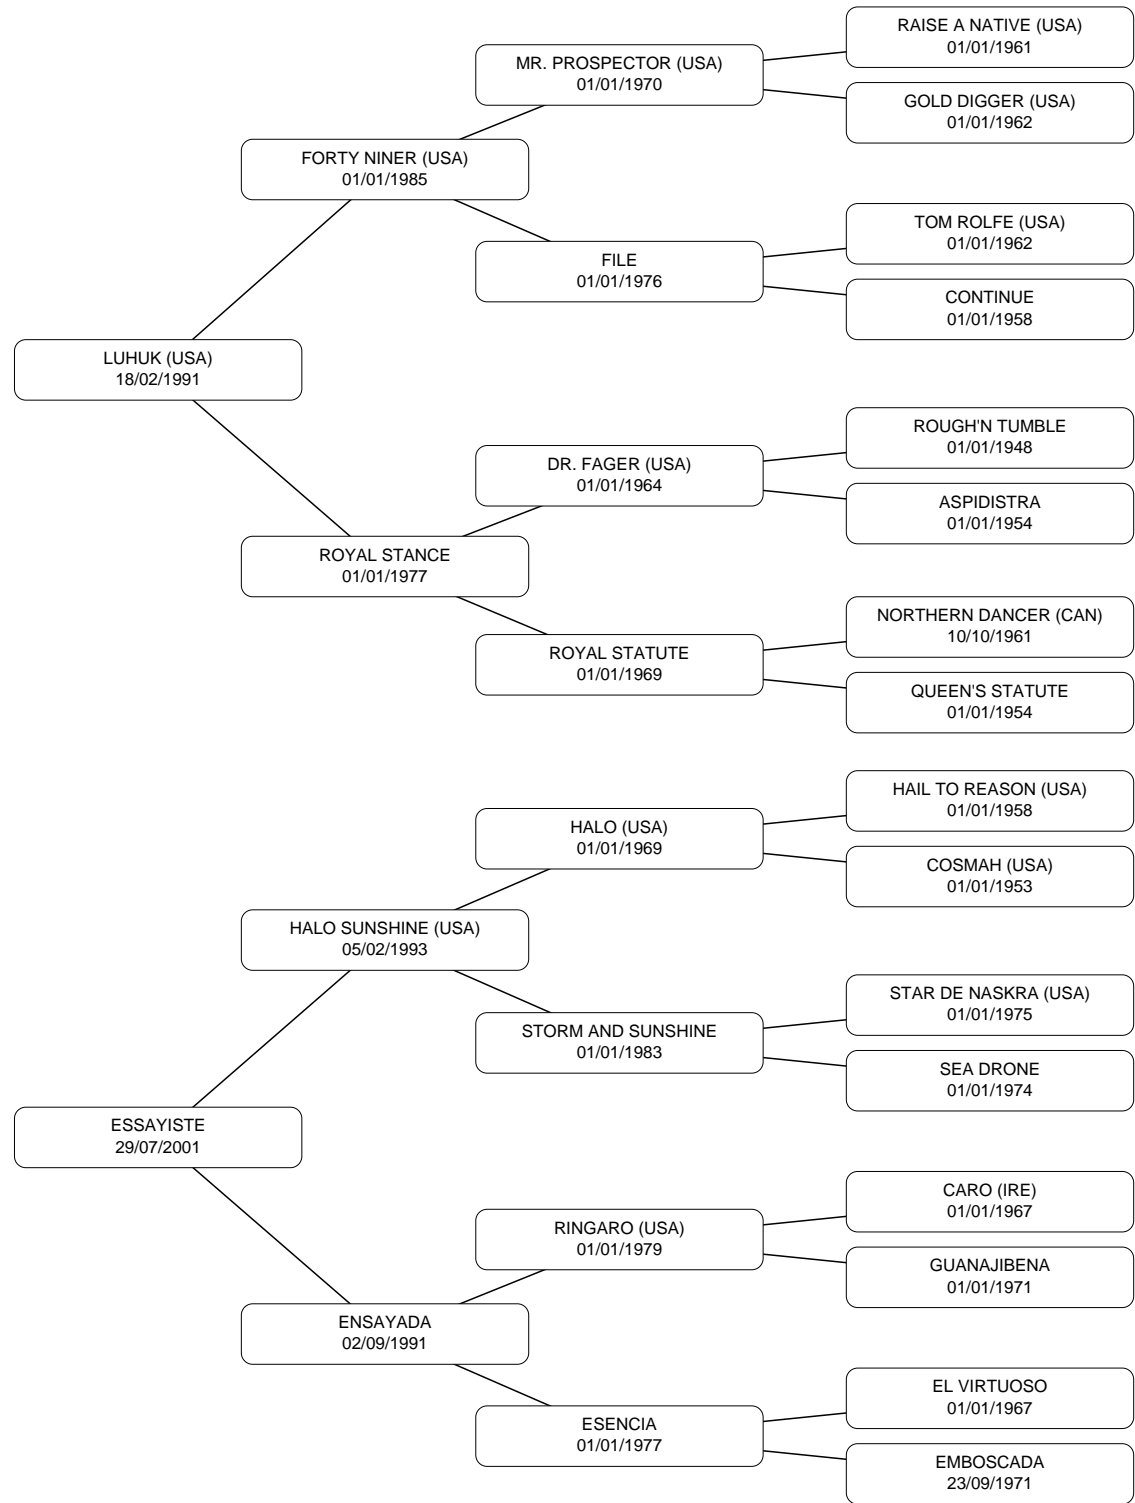 RAISE A NATIVE (USA)
01/01/1961
MR. PROSPECTOR (USA)
01/01/1970
GOLD DIGGER (USA)
01/01/1962
FORTY NINER (USA)
01/01/1985
TOM ROLFE (USA)
01/01/1962
FILE
01/01/1976
CONTINUE
01/01/1958
LUHUK (USA)
18/02/1991
ROUGH'N TUMBLE
01/01/1948
DR. FAGER (USA)
01/01/1964
ASPIDISTRA
01/01/1954
ROYAL STANCE
01/01/1977
NORTHERN DANCER (CAN)
10/10/1961
ROYAL STATUTE
01/01/1969
QUEEN'S STATUTE
01/01/1954
HAIL TO REASON (USA)
01/01/1958
HALO (USA)
01/01/1969
COSMAH (USA)
01/01/1953
HALO SUNSHINE (USA)
05/02/1993
STAR DE NASKRA (USA)
01/01/1975
STORM AND SUNSHINE
01/01/1983
SEA DRONE
01/01/1974
ESSAYISTE
29/07/2001
CARO (IRE)
01/01/1967
RINGARO (USA)
01/01/1979
GUANAJIBENA
01/01/1971
ENSAYADA
02/09/1991
EL VIRTUOSO
01/01/1967
ESENCIA
01/01/1977
EMBOSCADA
23/09/1971